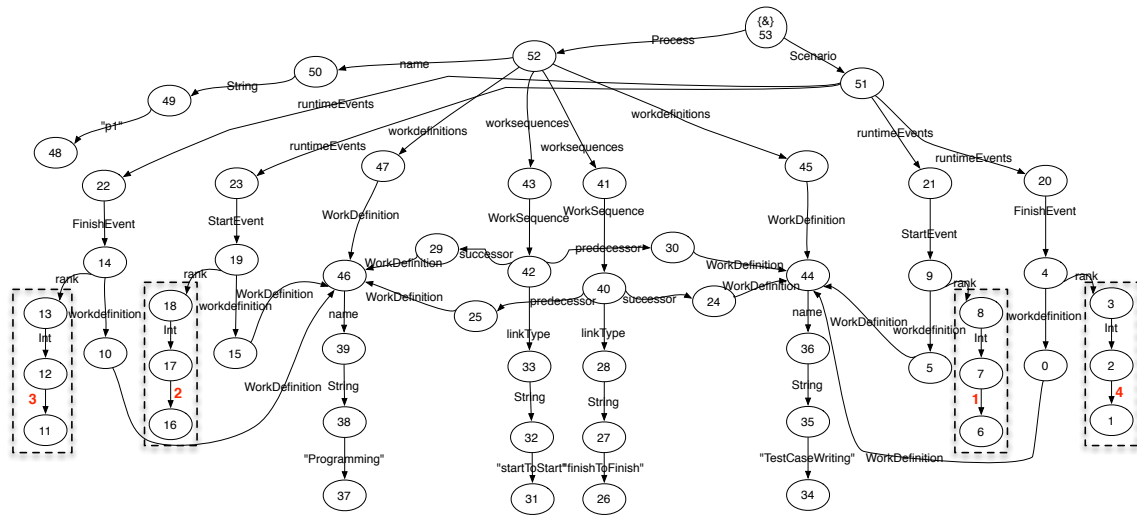 {&}
53
Process
Scenario
52
name
50
51
String
49
runtimeEvents
"p1"
48
worksequences
workdefinitions
workdefinitions
runtimeEvents
worksequences
runtimeEvents
runtimeEvents
47
45
22
23
43
41
21
20
FinishEvent
StartEvent
WorkDefinition
WorkSequence
WorkSequence
WorkDefinition
StartEvent
FinishEvent
29
successor
predecessor
30
14
19
46
WorkDefinition
42
WorkDefinition
44
9
4
rank
rank
WorkDefinition
WorkDefinition
predecessor
40
successor
24
WorkDefinition
rank
rank
13
18
workdefinition
25
8
3
workdefinition
name
linkType
linkType
name
WorkDefinition
workdefinition
workdefinition
Int
Int
Int
Int
10
15
39
33
28
36
5
0
12
17
7
2
String
String
String
String
WorkDefinition
3
2
1
4
11
16
38
32
27
35
6
1
"Programming"
"startToStart"
"finishToFinish"
"TestCaseWriting"
WorkDefinition
37
31
26
34